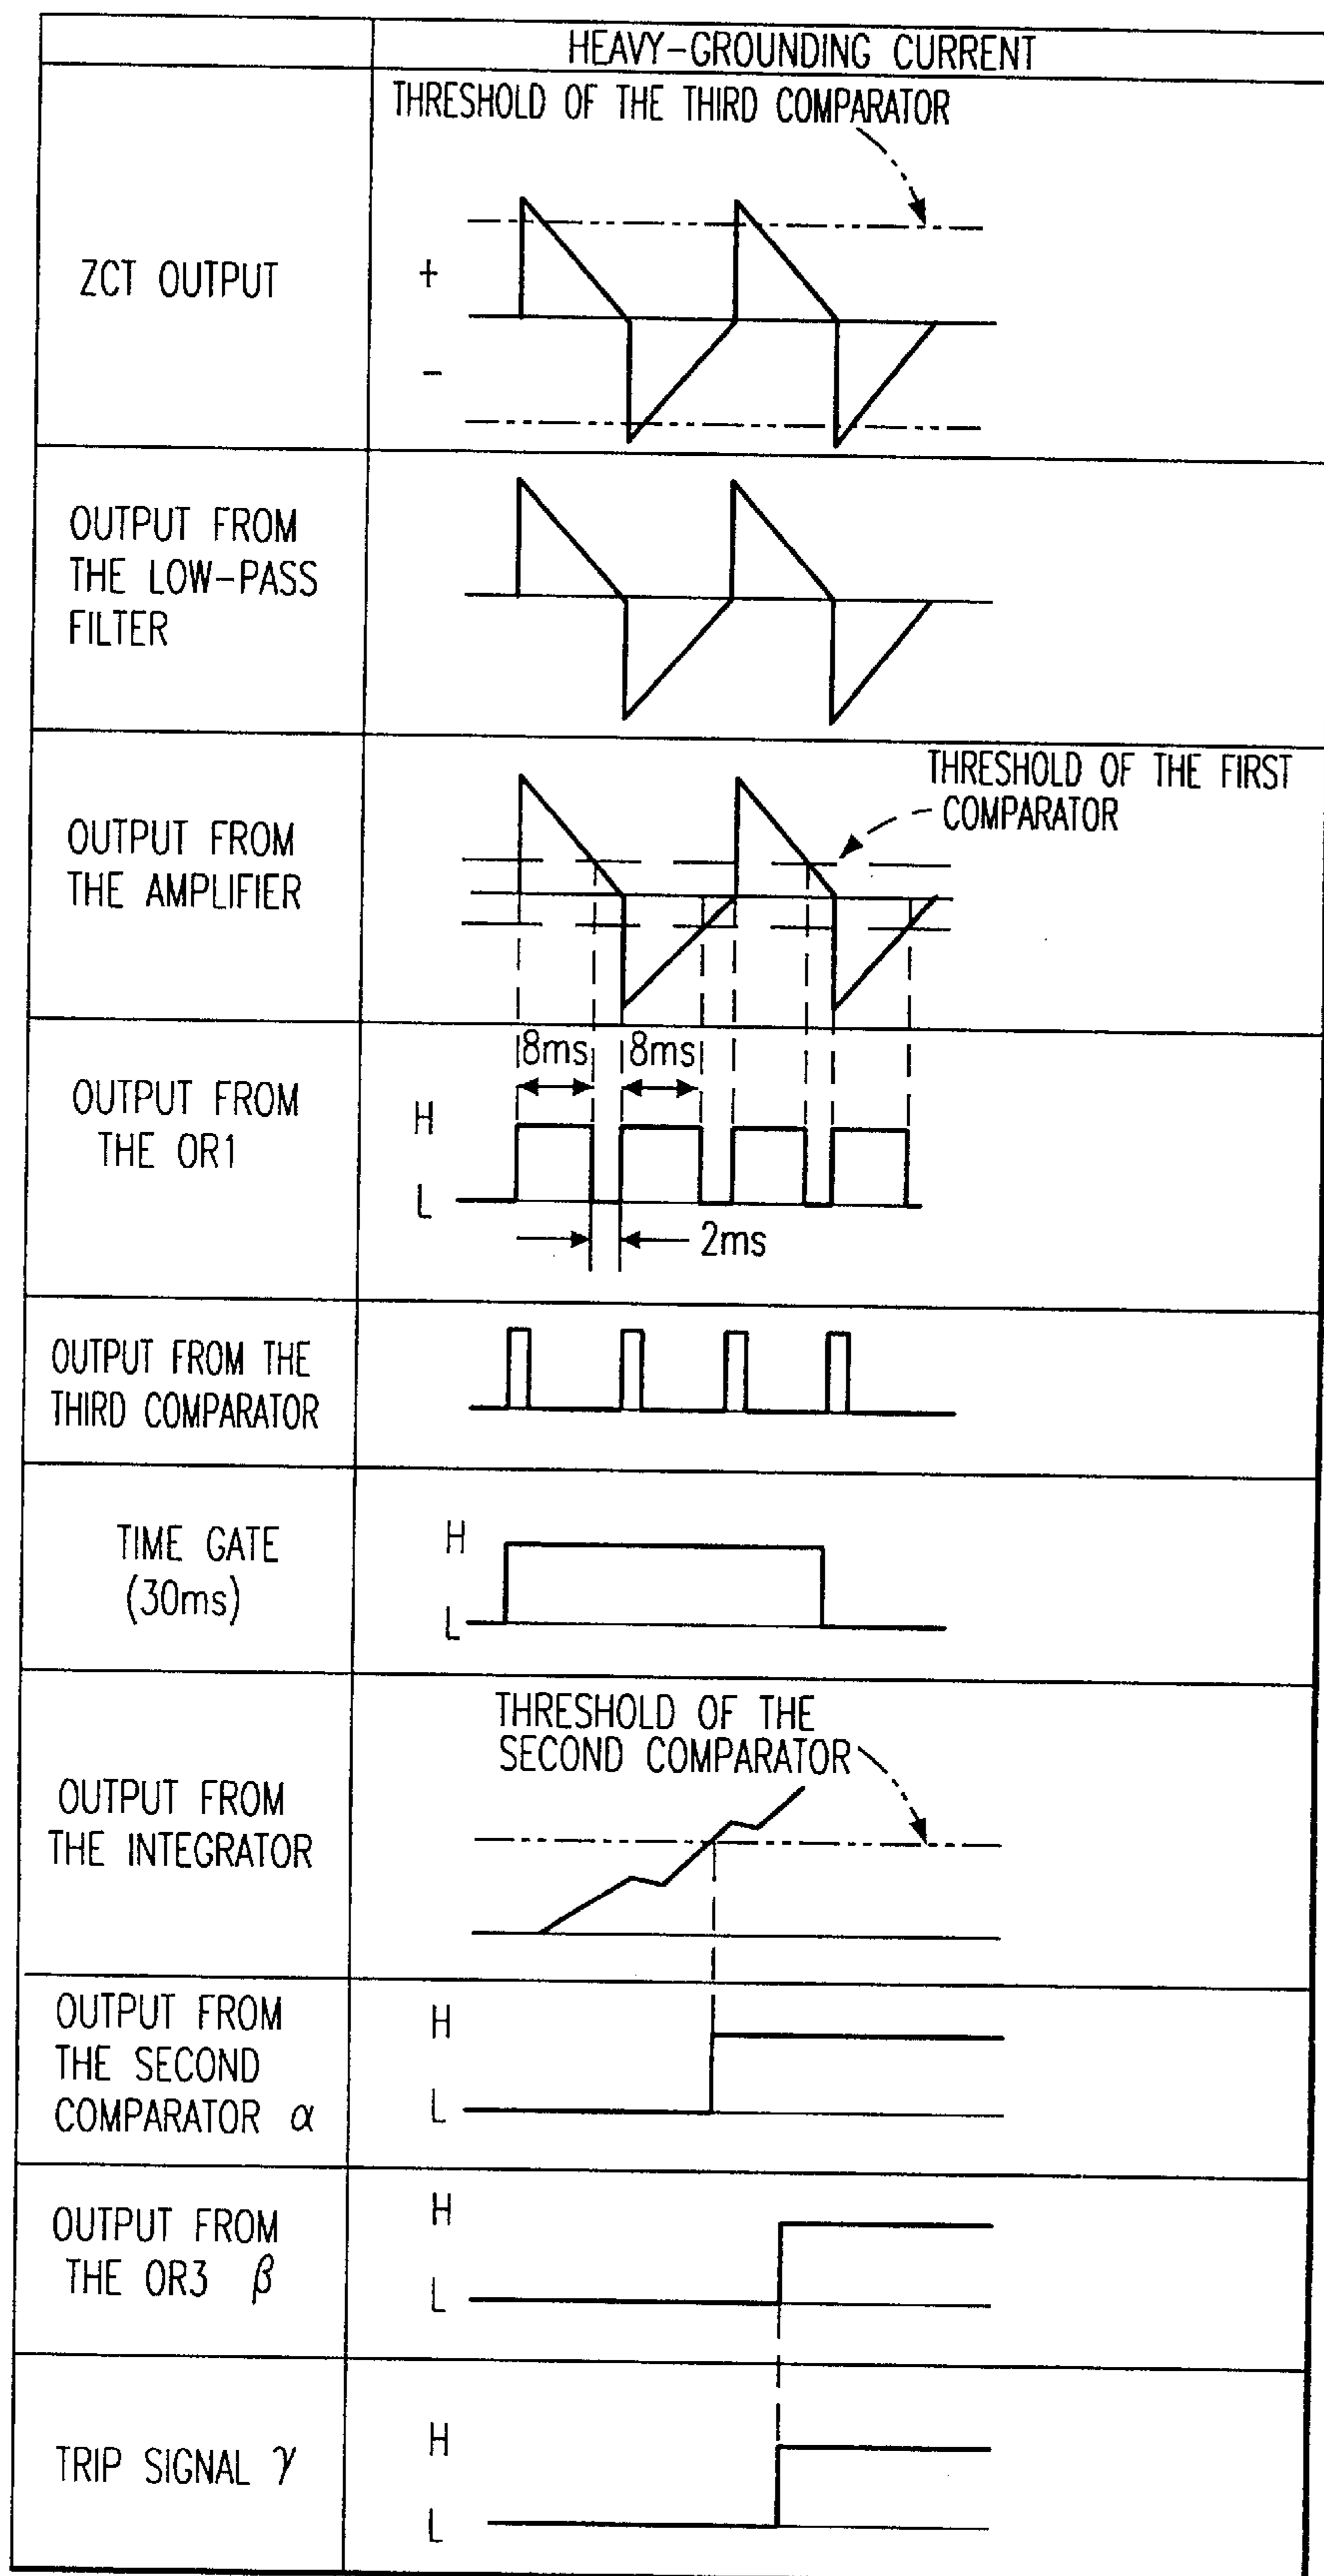 HEAVY-GROUNDING CURRENT
THRESHOLD OF THE THIRD COMPARATOR
ZCT OUTPUT
+
-
OUTPUT FROM
THE LOW-PASS
FILTER
THRESHOLD OF THE FIRST
COMPARATOR
OUTPUT FROM
THE AMPLIFIER
8ms 8ms
OUTPUT FROM
THE OR1
H
L
2ms
OUTPUT FROM THE
THIRD COMPARATOR
TIME GATE
(30ms)
H
L
THRESHOLD OF THE
SECOND COMPARATOR
OUTPUT FROM
THE INTEGRATOR
OUTPUT FROM
THE SECOND
COMPARATOR α
H
L
OUTPUT FROM
THE OR3 β
H
L
TRIP SIGNAL γ
H
L